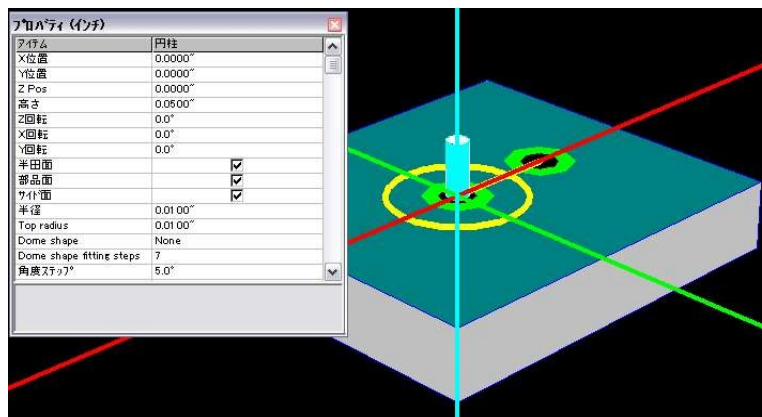 プロパティ (インチ)
アイテム 円柱
X位置 0.0000"
Y位置 0.0000"
Z Pos 0.0000"
高さ 0.0500"
Z回転 0.0°
X回転 0.0°
Y回転 0.0°
半田面
部品面
サイド面
半径 0.0100"
Top radius 0.0100"
Dome shape None
Dome shape fitting steps 7
角度ステップ 5.0°